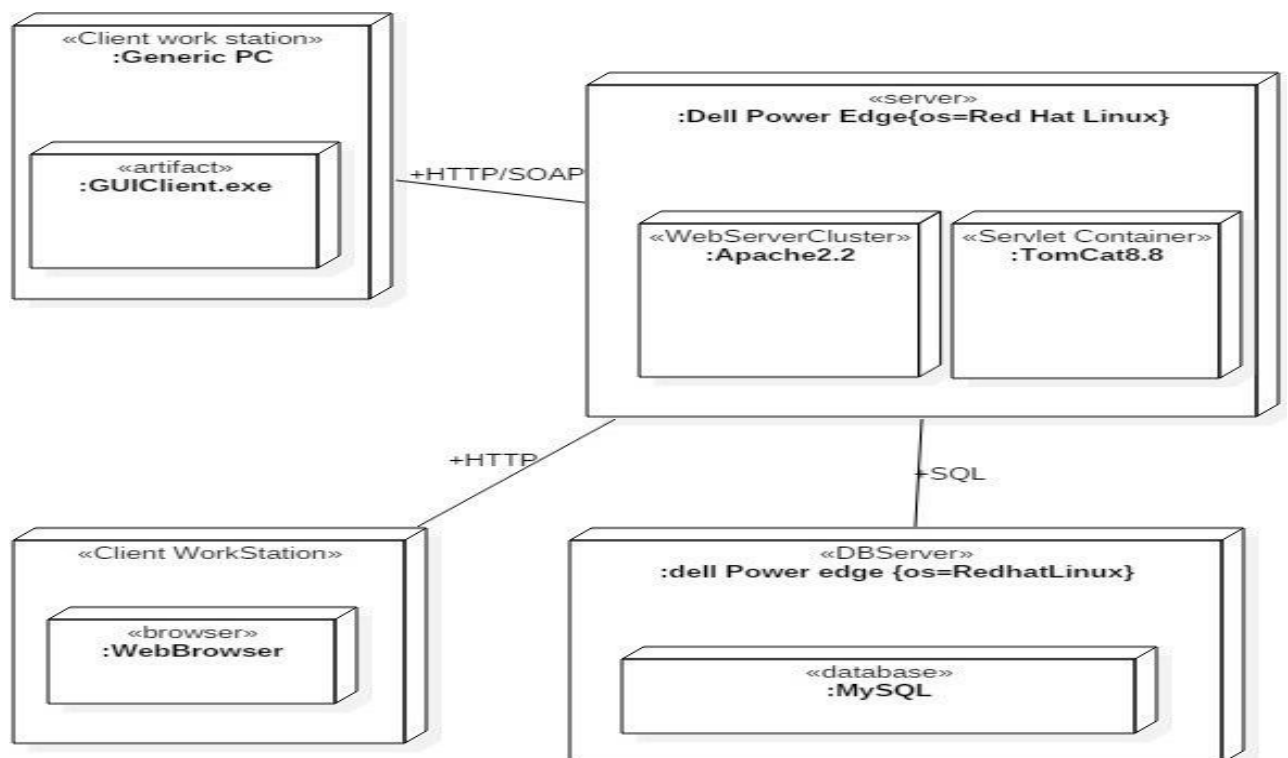 «Client work station»
:Generic PC
«artifact»
:GUIClient.exe
+HTTP/SOAP
«server»
:Dell Power Edge{os=Red Hat Linux}
«WebServerCluster»
:Apache2.2
«Servlet Container»
:TomCat8.8
+HTTP
+SQL
«Client WorkStation»
«browser»
:WebBrowser
«DBServer»
:dell Power edge {os=RedhatLinux}
«database»
:MySQL